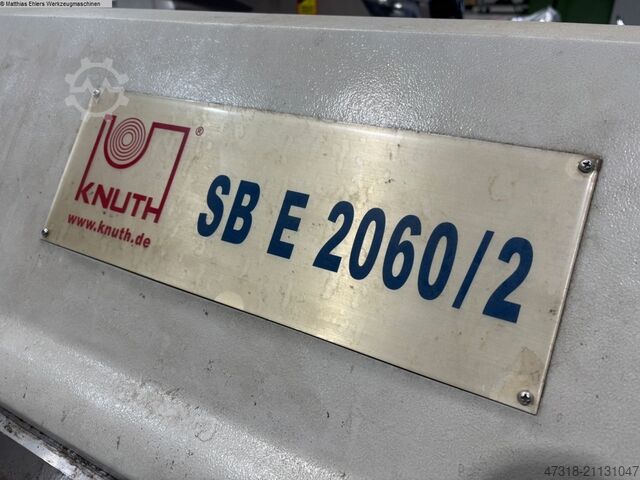 © Matthias Ehlers Werkzeugmaschinen
KNUTH ®
www.knuth.de
SB E 2060/2
47318-21131047